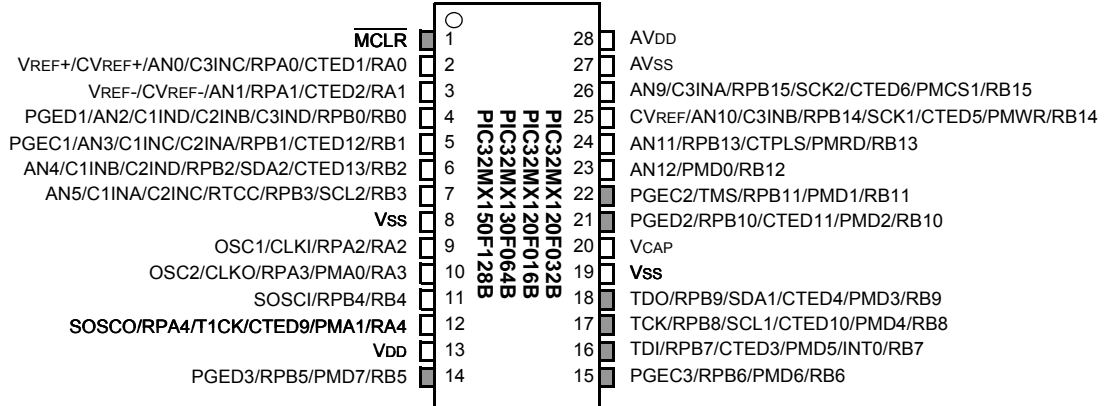 MCLR 1
VREF+/CVREF+/AN0/C3INC/RPA0/CTED1/RA0 2
VREF-/CVREF-/AN1/RPA1/CTED2/RA1 3
PGED1/AN2/C1IND/C2INB/C3IND/RPB0/RB0 4
PGEC1/AN3/C1INC/C2INA/RPB1/CTED12/RB1 5
AN4/C1INB/C2IND/RPB2/SDA2/CTED13/RB2 6
AN5/C1INA/C2INC/RTCC/RPB3/SCL2/RB3 7
VSS 8
OSC1/CLKI/RPA2/RA2 9
OSC2/CLKO/RPA3/PMA0/RA3 10
SOSCI/RPB4/RB4 11
SOSCO/RPA4/T1CK/CTED9/PMA1/RA4 12
VDD 13
PGED3/RPB5/PMD7/RB5 14
PIC32MX120F032B
PIC32MX120F016B
PIC32MX130F064B
PIC32MX150F128B
28 AVDD
27 AVSS
26 AN9/C3INA/RPB15/SCK2/CTED6/PMCS1/RB15
25 CVREF/AN10/C3INB/RPB14/SCK1/CTED5/PMWR/RB14
24 AN11/RPB13/CTPLS/PMRD/RB13
23 AN12/PMD0/RB12
22 PGEC2/TMS/RPB11/PMD1/RB11
21 PGED2/RPB10/CTED11/PMD2/RB10
20 VCAP
19 VSS
18 TDO/RPB9/SDA1/CTED4/PMD3/RB9
17 TCK/RPB8/SCL1/CTED10/PMD4/RB8
16 TDI/RPB7/CTED3/PMD5/INT0/RB7
15 PGEC3/RPB6/PMD6/RB6